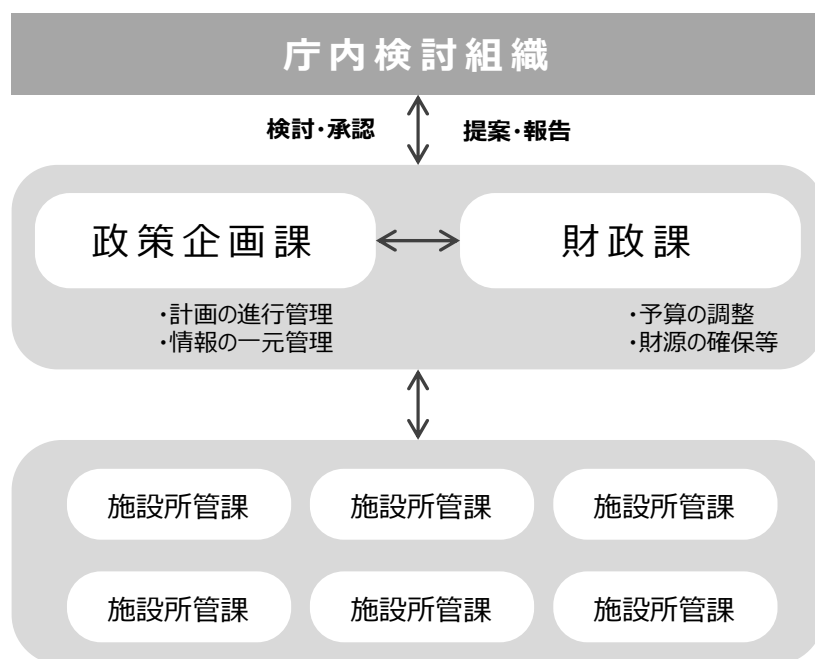 庁内検討組織
検討・承認
提案・報告
政策企画課
財政課
・計画の進行管理
・情報の一元管理
・予算の調整
・財源の確保等
施設所管課
施設所管課
施設所管課
施設所管課
施設所管課
施設所管課